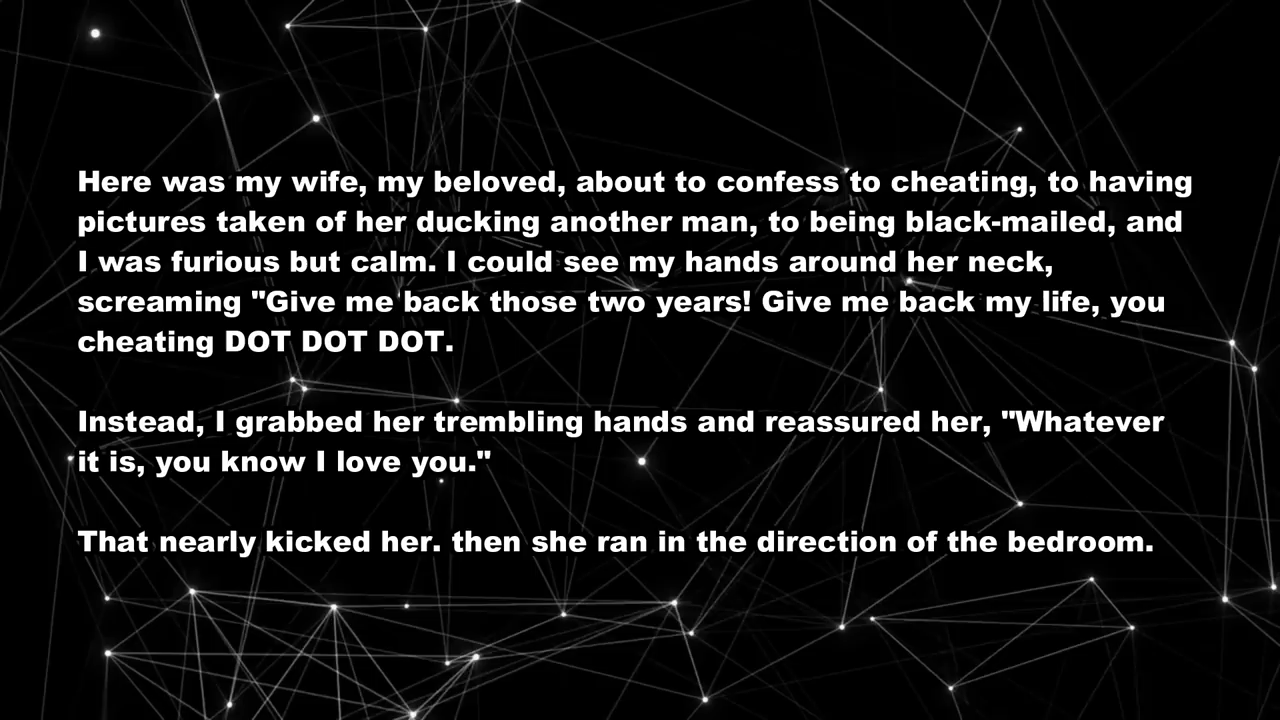 Here was my wife, my beloved, about to confess to cheating, to having
pictures taken of her ducking another man, to being black-mailed, and
I was furious but calm. I could see my hands around her neck,
screaming "Give me back those two years! Give me back my life, you
cheating DOT DOT DOT.
Instead, I grabbed her trembling hands and reassured her, "Whatever
it is, you know I love you."
That nearly kicked her. then she ran in the direction of the bedroom.